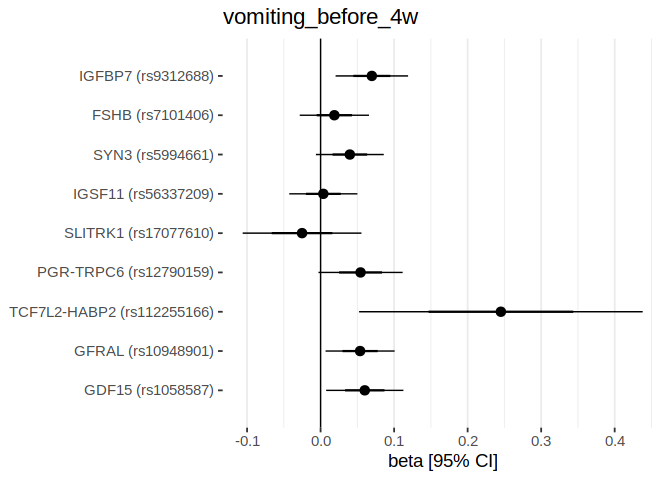 vomiting_before_4w
IGFBP7 (rs9312688)
FSHB (rs7101406)
SYN3 (rs5994661)
IGSF11 (rs56337209)
SLITRK1 (rs17077610)
PGR-TRPC6 (rs12790159)
TCF7L2-HABP2 (rs112255166)
GFRAL (rs10948901)
GDF15 (rs1058587)
-0.1 0.0 0.1 0.2 0.3 0.4
beta [95% CI]